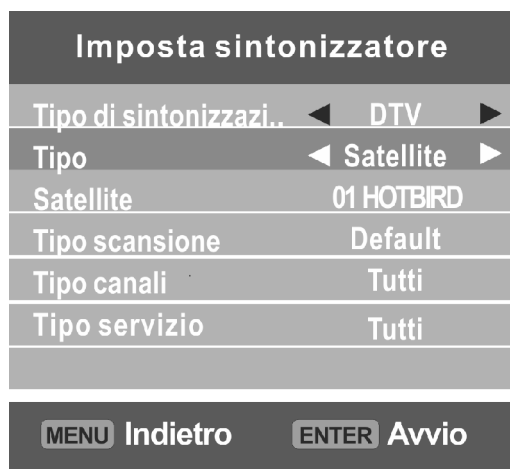 Imposta sintonizzatore
Tipo di sintonizzazi.. DTV
Tipo Satellite
Satellite 01 HOTBIRD
Tipo scansione Default
Tipo canali Tutti
Tipo servizio Tutti
MENU Indietro ENTER Avvio